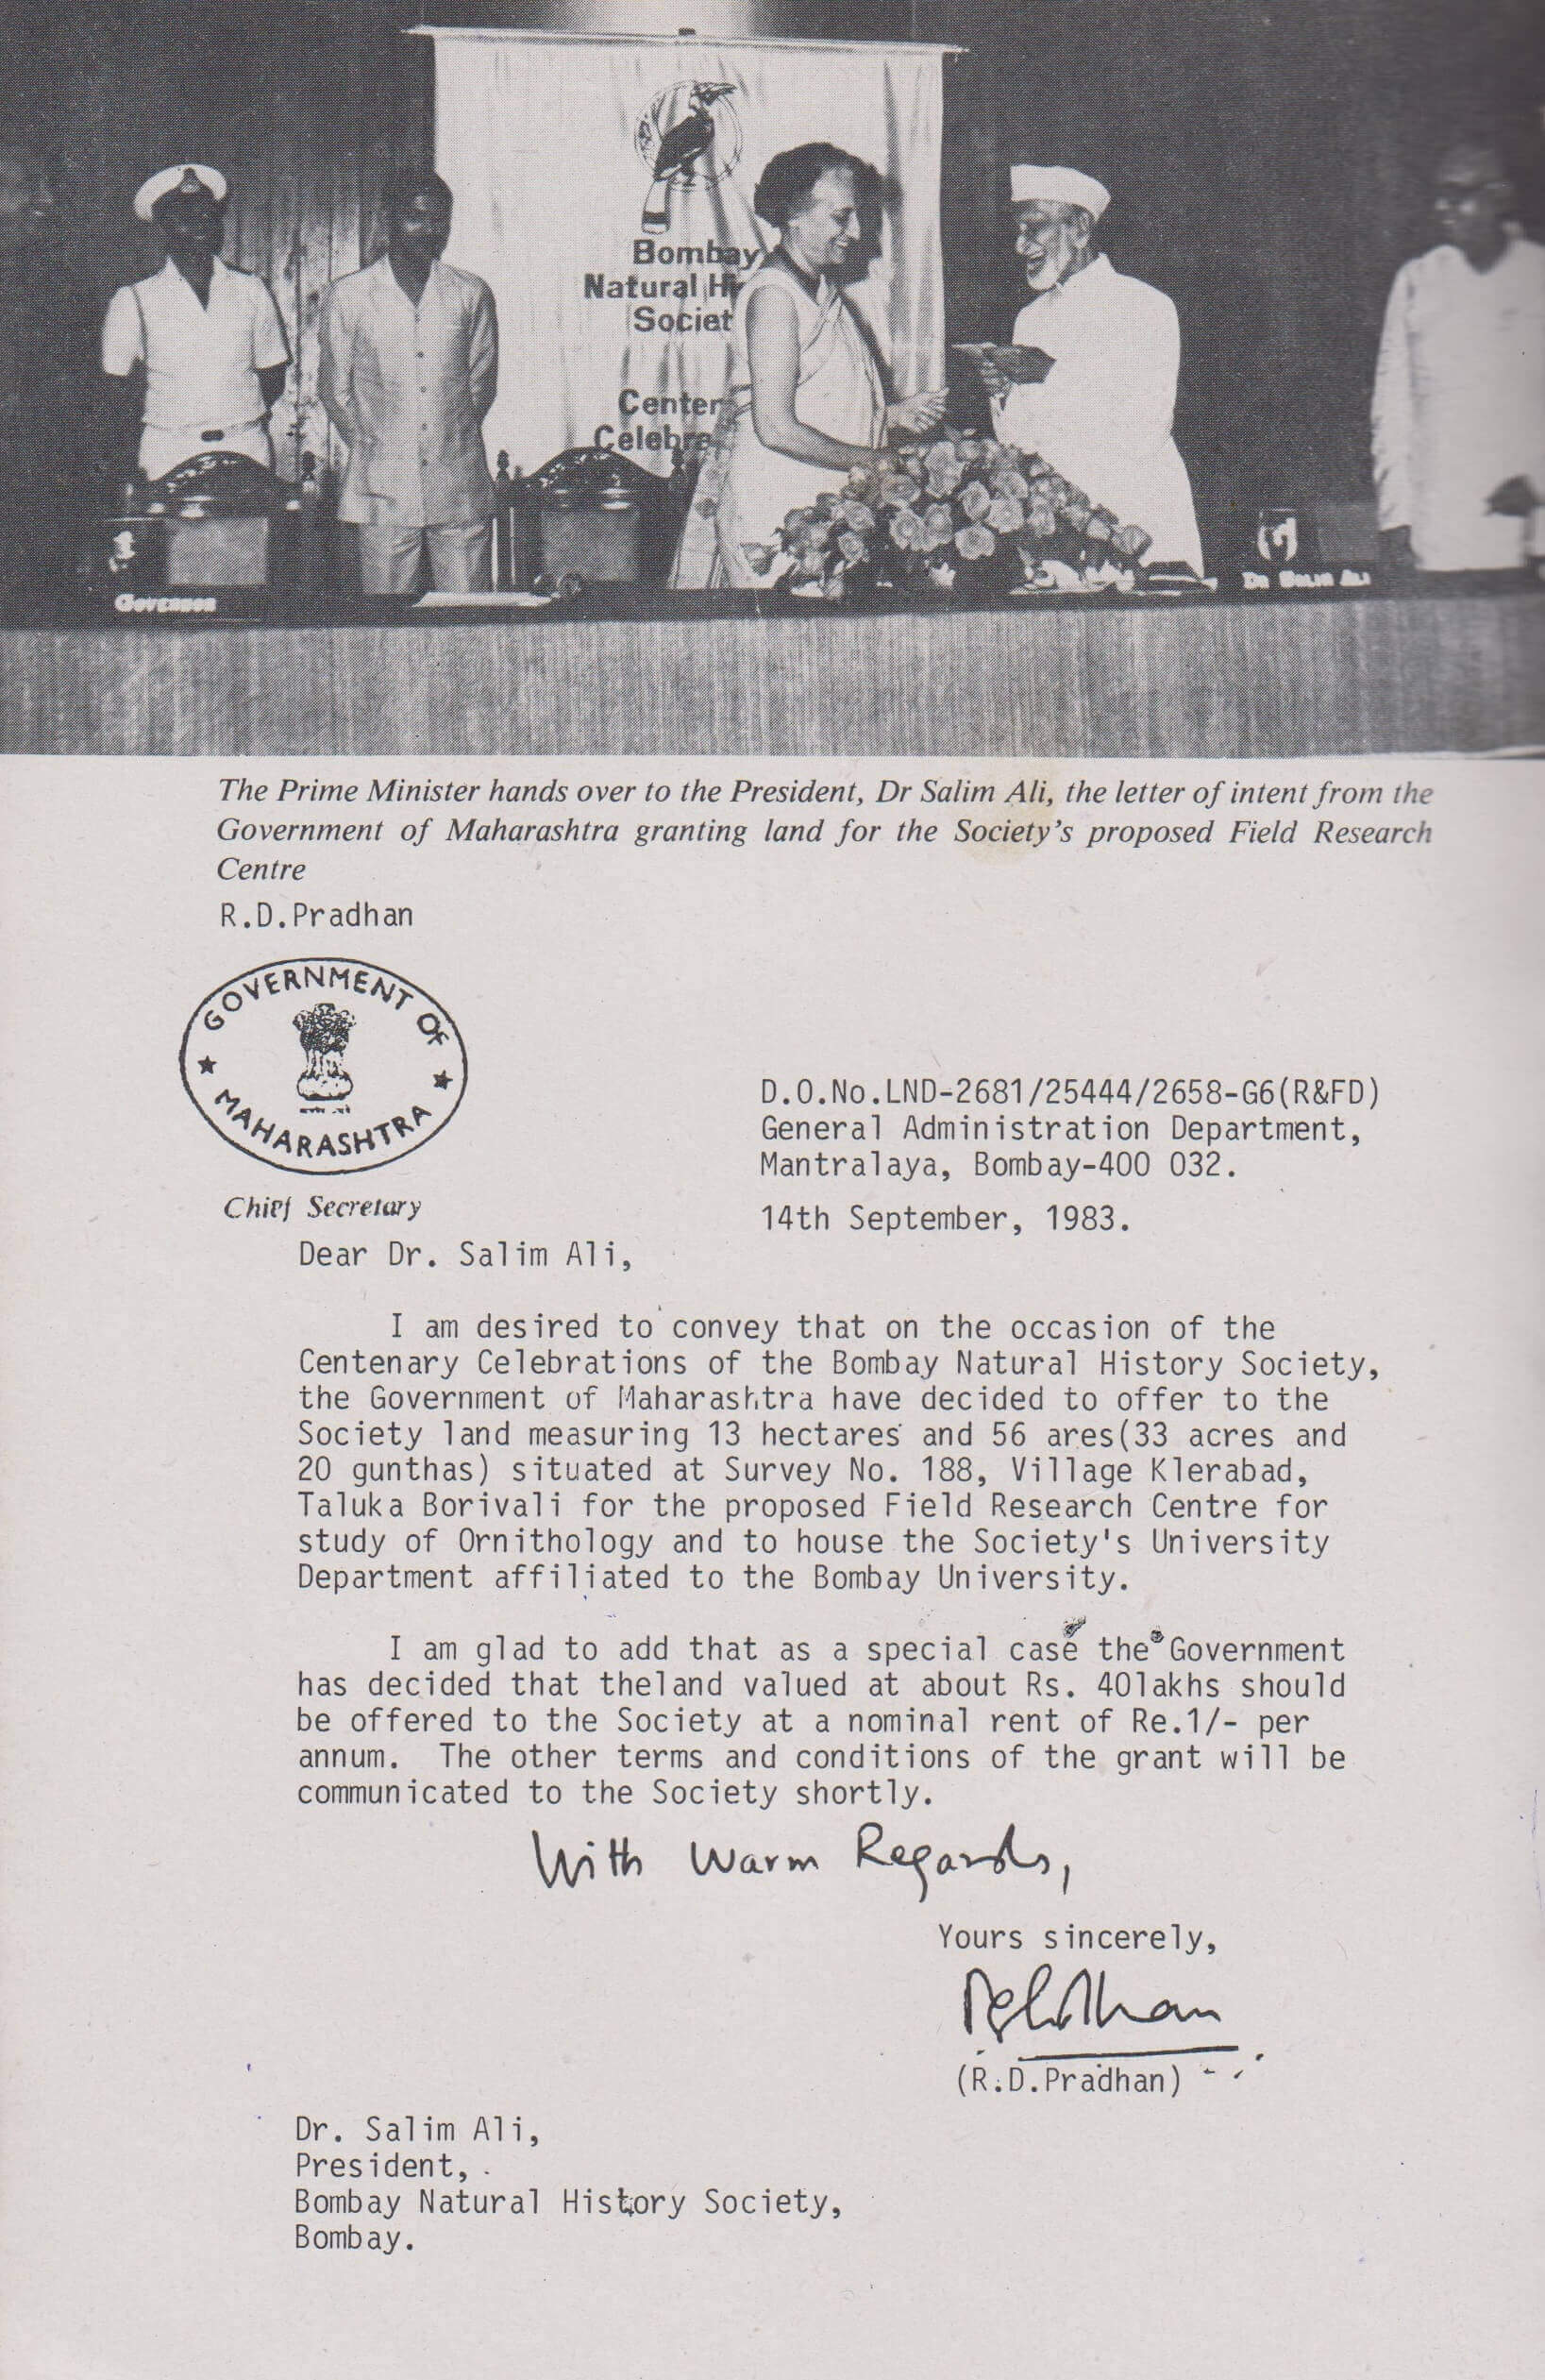 Bombay
Natural Hi
Societ
Center
Celebra
GOVERNOR
DR SALIM ALI
The Prime Minister hands over to the President, Dr Salim Ali, the letter of intent from the
Government of Maharashtra granting land for the Society's proposed Field Research
Centre
R.D.Pradhan
GOVERNMENT OF
MAHARASHTRA
Chief Secretary
D.O.No.LND-2681/25444/2658-G6(R&FD)
General Administration Department,
Mantralaya, Bombay-400 032.
14th September, 1983.
Dear Dr. Salim Ali,
I am desired to convey that on the occasion of the
Centenary Celebrations of the Bombay Natural History Society,
the Government of Maharashtra have decided to offer to the
Society land measuring 13 hectares and 56 ares(33 acres and
20 gunthas) situated at Survey No. 188, Village Klerabad,
Taluka Borivali for the proposed Field Research Centre for
study of Ornithology and to house the Society's University
Department affiliated to the Bombay University.
I am glad to add that as a special case the Government
has decided that theland valued at about Rs. 40lakhs should
be offered to the Society at a nominal rent of Re.1/- per
annum. The other terms and conditions of the grant will be
communicated to the Society shortly.
With Warm Regards,
Yours sincerely,
(R.D.Pradhan)
Dr. Salim Ali,
President,
Bombay Natural History Society,
Bombay.